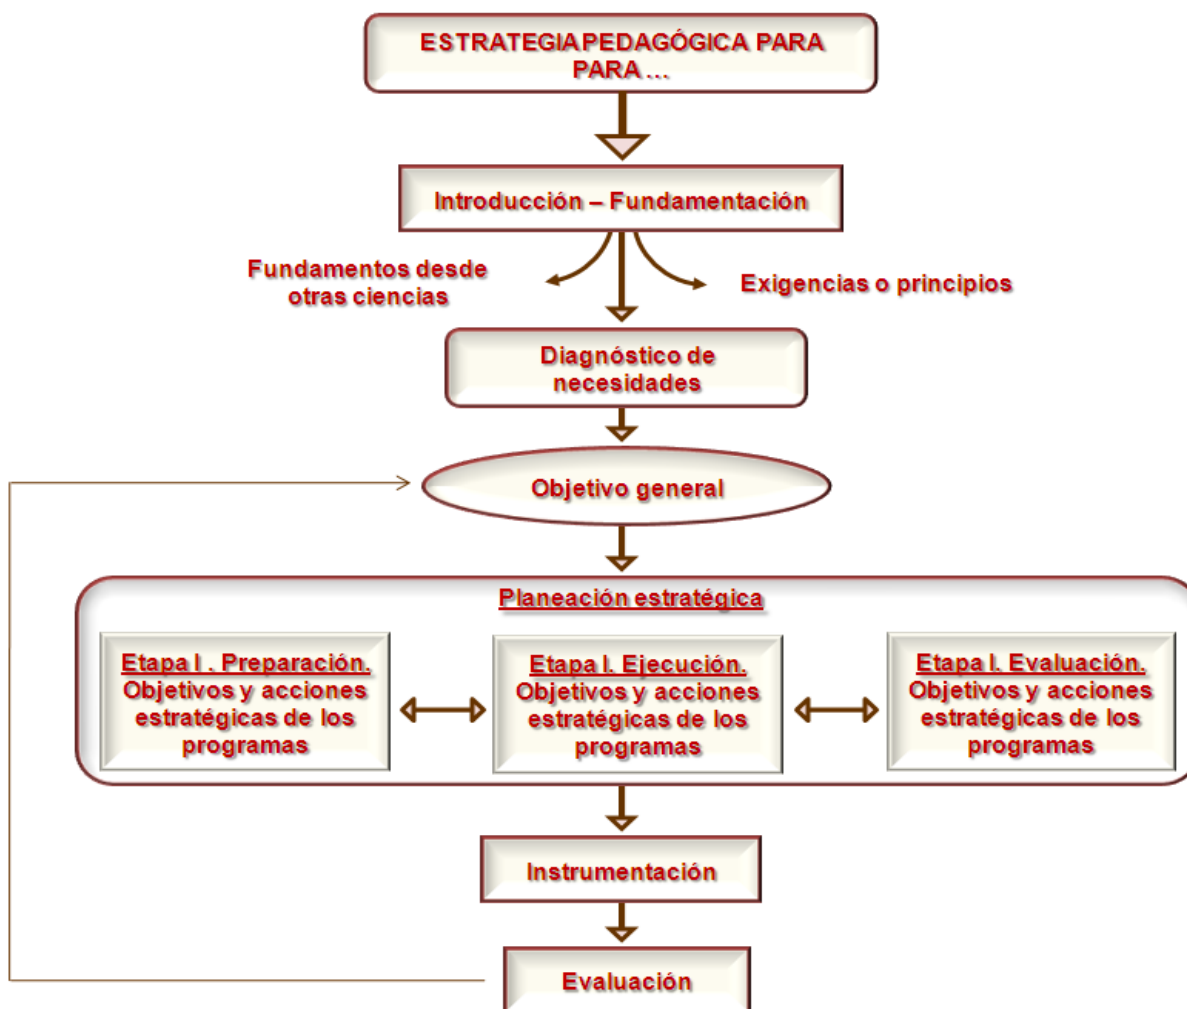 ESTRATEGIA PEDAGÓGICA PARA
PARA ...
Introducción – Fundamentación
Fundamentos desde
otras ciencias
Exigencias o principios
Diagnóstico de
necesidades
Objetivo general
Planeación estratégica
Etapa I . Preparación.
Objetivos y acciones
estratégicas de los
programas
Etapa I. Ejecución.
Objetivos y acciones
estratégicas de los
programas
Etapa I. Evaluación.
Objetivos y acciones
estratégicas de los
programas
Instrumentación
Evaluación